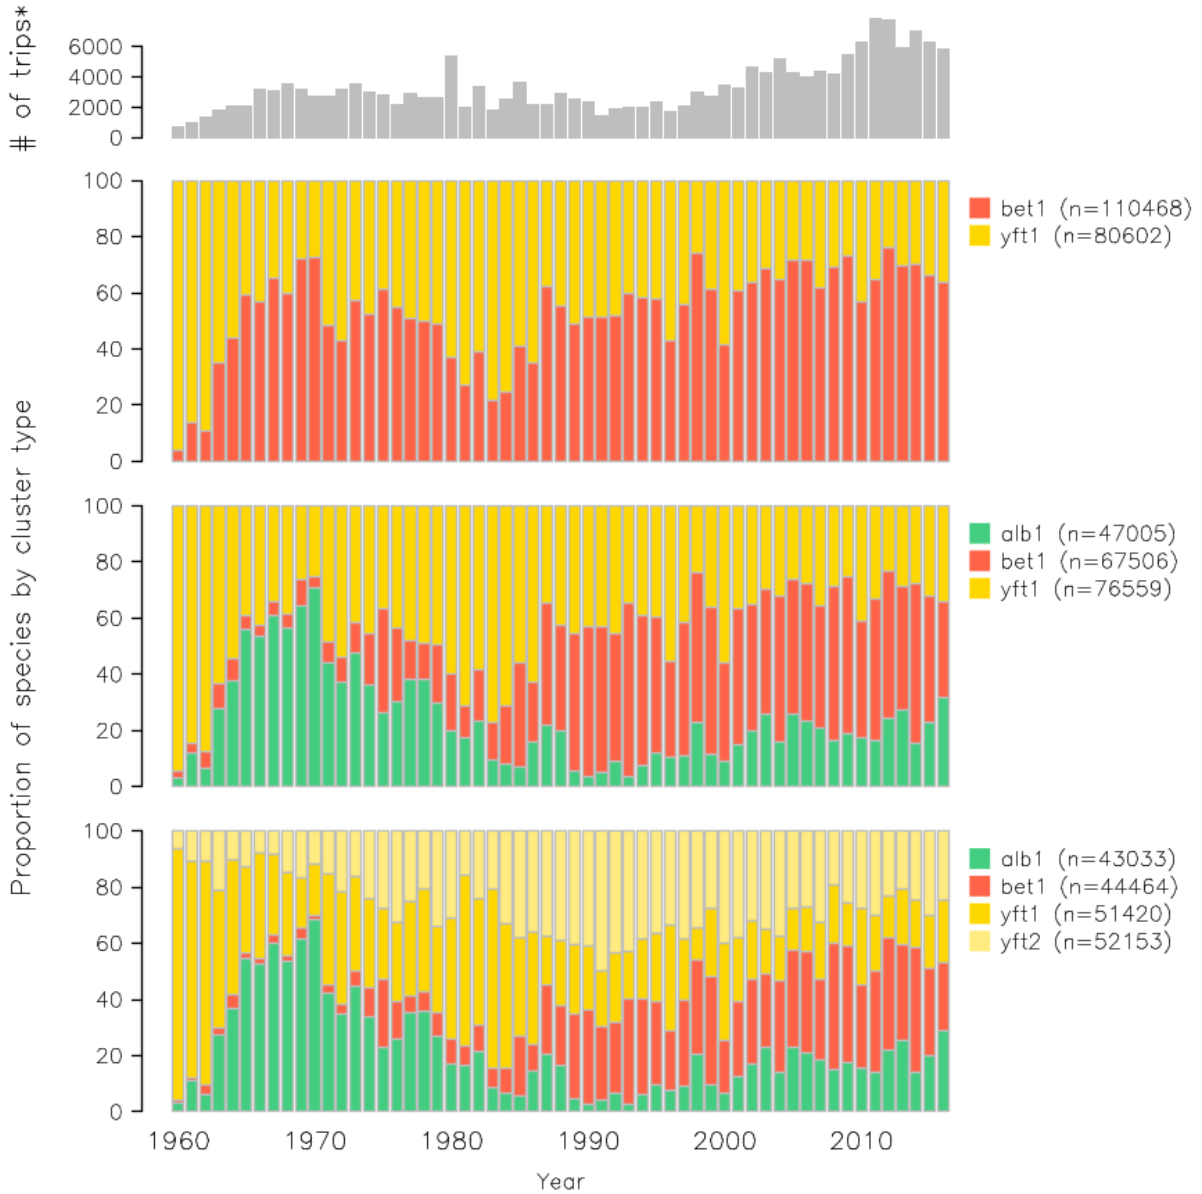 # of trips*
6000
4000
2000
0
Proportion of species by cluster type
100
80
60
40
20
0
bet1 (n=110468)
yft1 (n=80602)
100
80
60
40
20
0
alb1 (n=47005)
bet1 (n=67506)
yft1 (n=76559)
100
80
60
40
20
0
alb1 (n=43033)
bet1 (n=44464)
yft1 (n=51420)
yft2 (n=52153)
1960 1970 1980 1990 2000 2010
Year